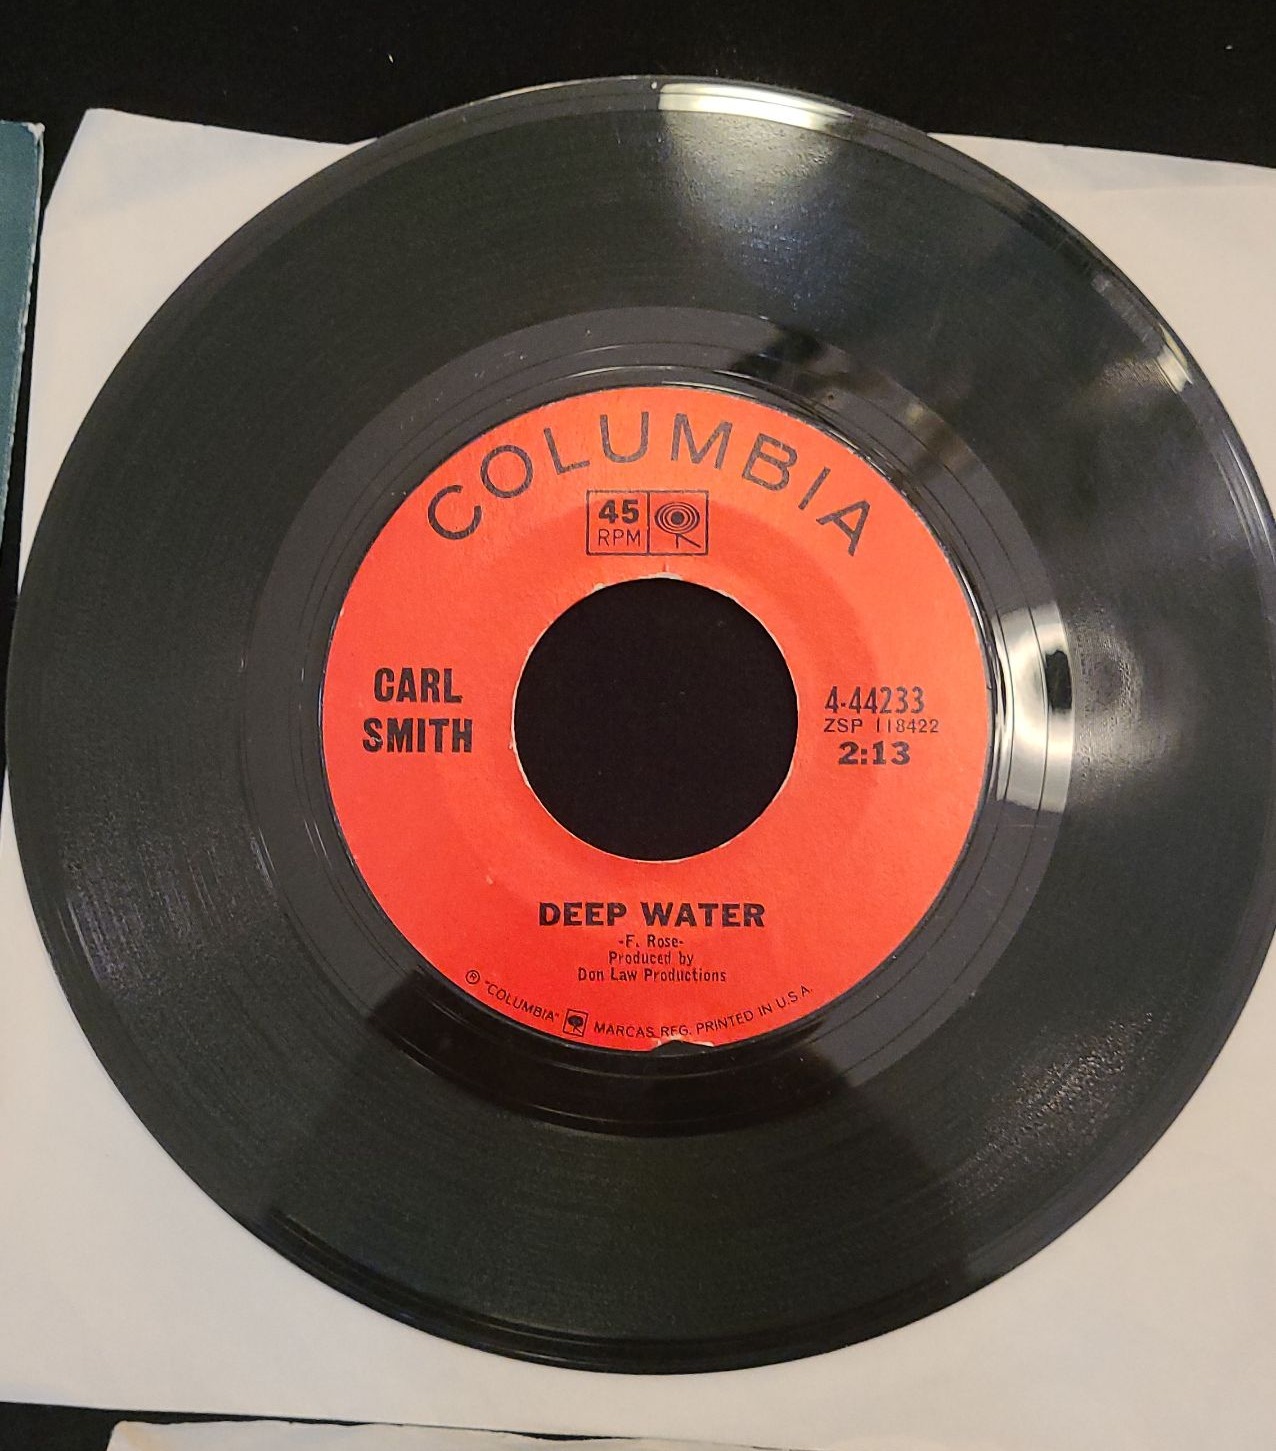 COLUMBIA
45
RPM
CARL
SMITH
4-44233
ZSP 118422
2:13
DEEP WATER
-F. Rose-
Produced by
Don Law Productions
® "COLUMBIA" MARCAS REG. PRINTED IN U.S.A.